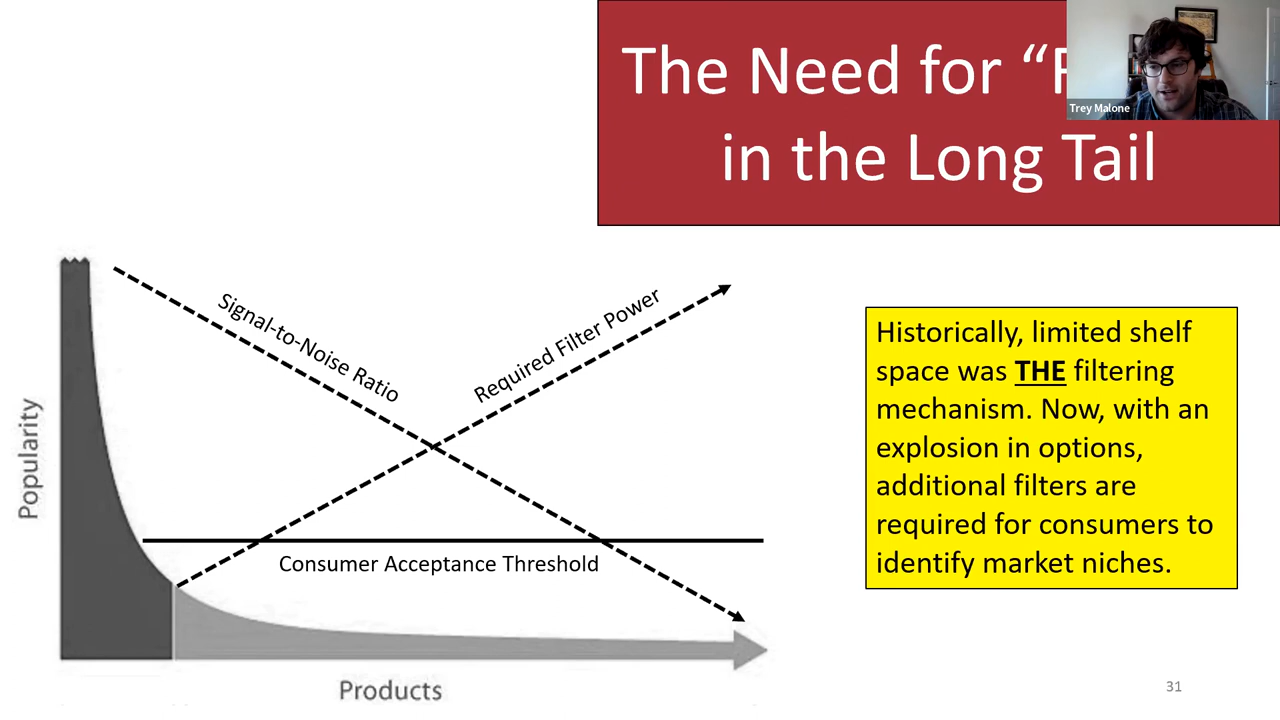 The Need for “
in the Long Tail
Trey Malone
Signal-to-Noise Ratio
Required Filter Power
Popularity
Consumer Acceptance Threshold
Products
Historically, limited shelf
space was THE filtering
mechanism. Now, with an
explosion in options,
additional filters are
required for consumers to
identify market niches.
31